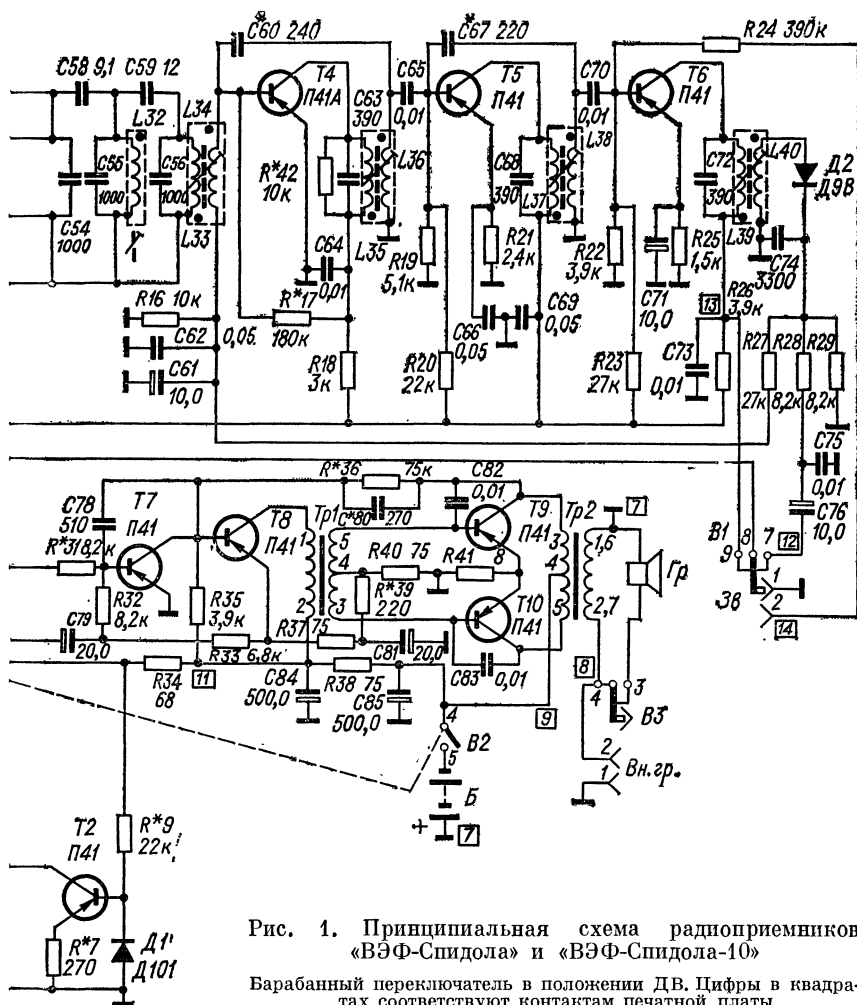 C*60 240
C*67 220
R24 390к
C58 9,1
C59 12
T4
П41А
C65
0,01
T5
П41
C70
0,01
T6
П41
L32
L34
C63
390
L36
L38
L40
Д2
Д9В
C55
1000
C56
1000
R*42
10к
C68
390
L37
C72
390
L39
C54
1000
L33
L35
C64
0,01
R19
5,1к
R21
2,4к
R22
3,9к
R25
1,5к
C74
3300
R16 10к
0,05
C62
C61
10,0
R*17
180к
R18
3к
C66
0,05
C69
0,05
R20
22к
C71
10,0
R23
27к
13
R26
3,9к
C73
0,01
R27
27к
R28
8,2к
R29
8,2к
C75
0,01
C76
10,0
R*36 75к
C*80 270
C82
0,01
C78
510
T7
П41
T8
П41
Тр1
1
2
5
4
3
T9
П41
8
Тр2
3
4
5
1,6
2,7
7
Гр
В1
9
8
7
12
Зв
1
2
14
R*31 8,2к
R32
8,2к
R35
3,9к
R40 75
R41
R*39
220
T10
П41
C79
20,0
R33 6,8к
R37 75
C81
20,0
C83
0,01
R34
68
11
C84
500,0
R38 75
C85
500,0
4
В2
5
Б
+
7
9
8
4
3
В3
2
1
Вн.гр.
T2
П41
R*9
22к
R*7
270
Д1
Д101
Рис. 1. Принципиальная схема радиоприемников
«ВЭФ-Спидола» и «ВЭФ-Спидола-10»
Барабанный переключатель в положении ДВ. Цифры в квадра-
тах соответствуют контактам печатной платы